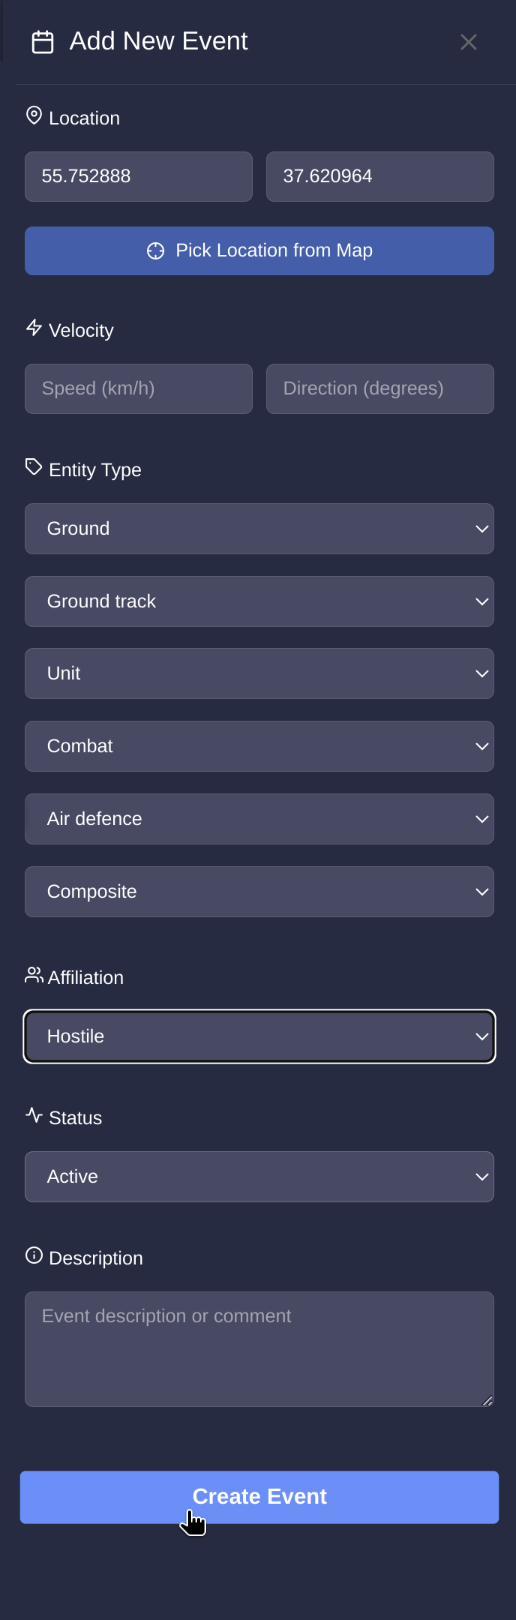 Add New Event
Location
55.752888 37.620964
Pick Location from Map
Velocity
Speed (km/h) Direction (degrees)
Entity Type
Ground
Ground track
Unit
Combat
Air defence
Composite
Affiliation
Hostile
Status
Active
Description
Event description or comment
Create Event